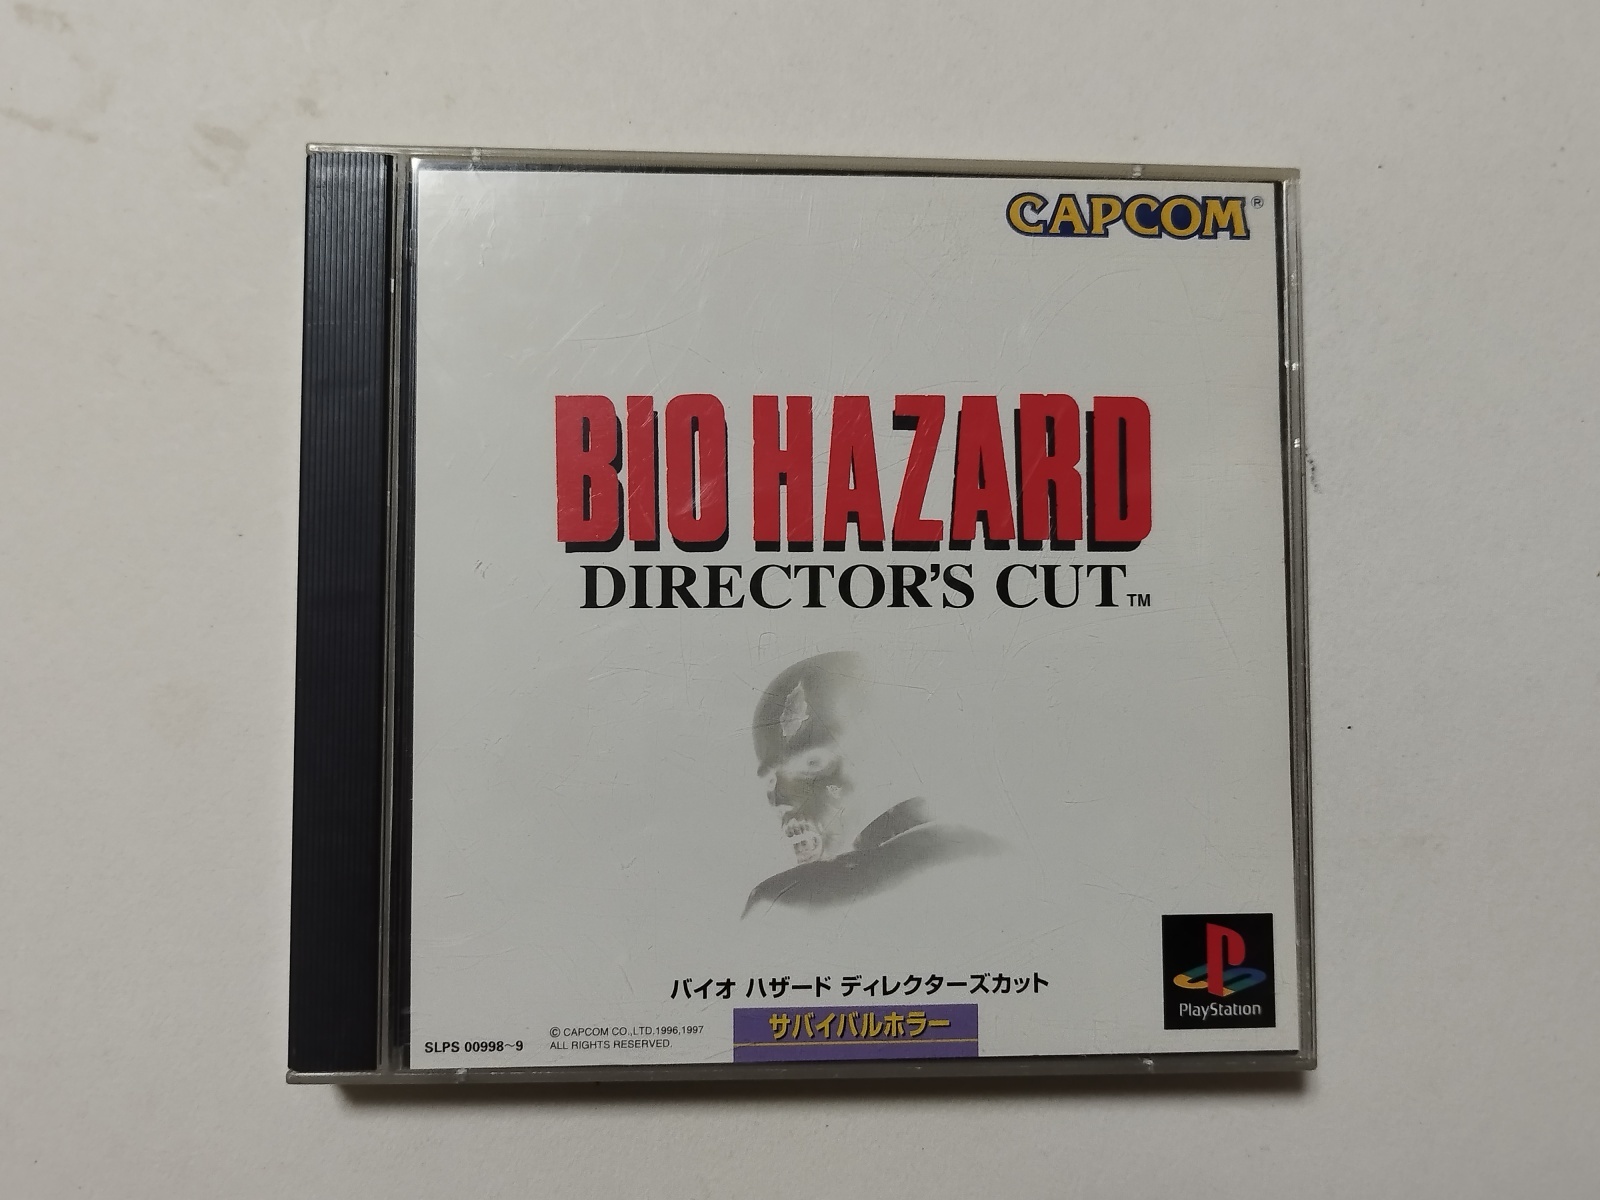 CAPCOM®
BIO HAZARD
DIRECTOR'S CUT™
バイオ ハザード ディレクターズカット
サバイバルホラー
PlayStation
SLPS 00998~9
© CAPCOM CO.,LTD.1996,1997
ALL RIGHTS RESERVED.